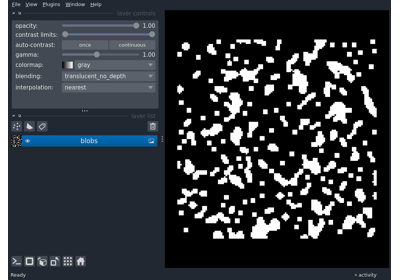 File View Plugins Window Help
layer controls
opacity: 1.00
contrast limits:
auto-contrast: once continuous
gamma: 1.00
colormap: gray
blending: translucent_no_depth
interpolation: nearest
layer list
blobs
Ready
activity